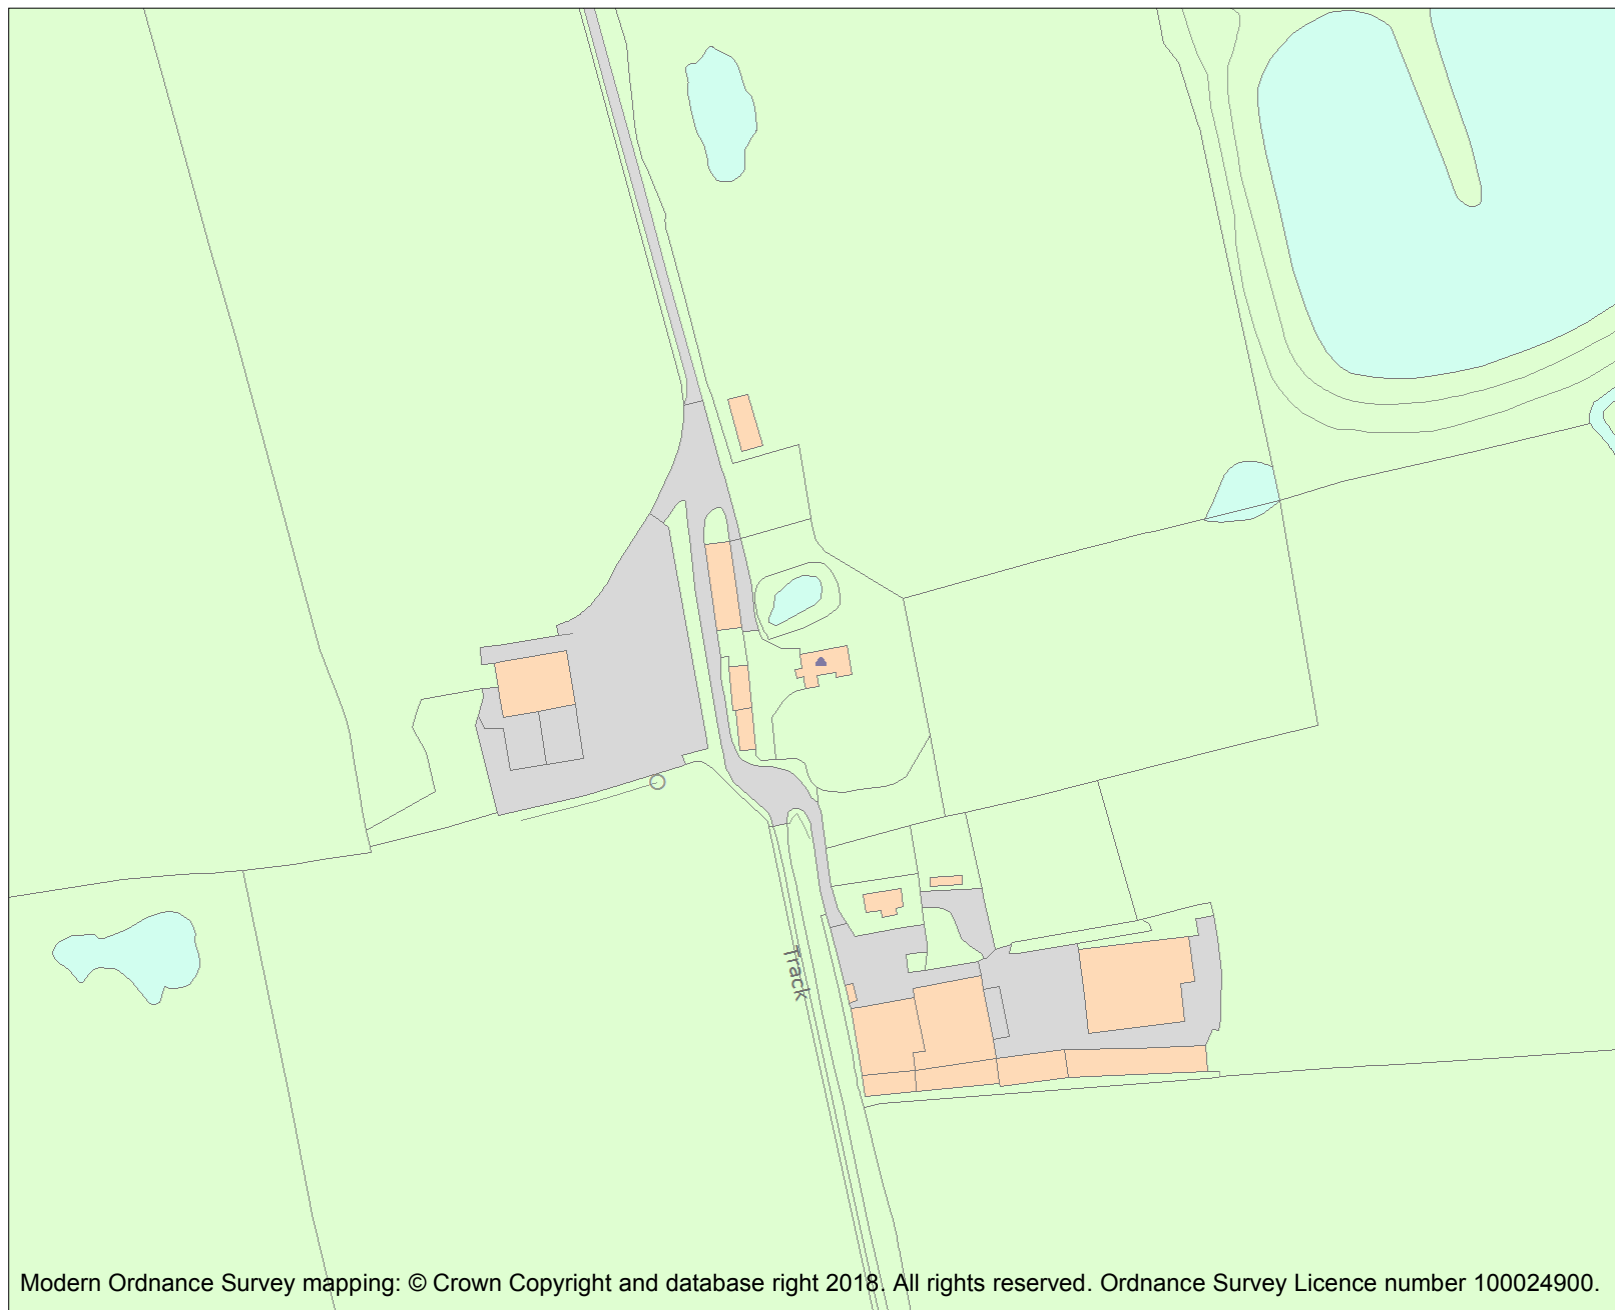 Track
Modern Ordnance Survey mapping: © Crown Copyright and database right 2018. All rights reserved. Ordnance Survey Licence number 100024900.